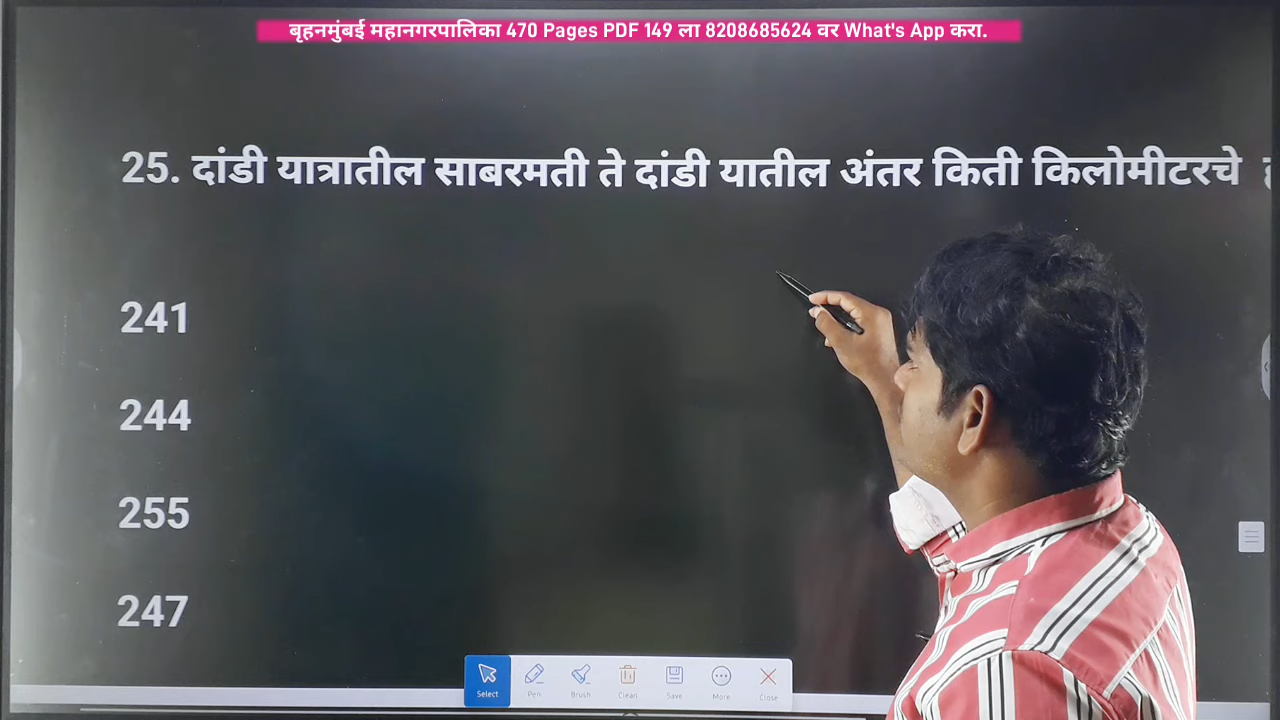 बृहनमुंबई महानगरपालिका 470 Pages PDF 149 ला 8208685624 वर What's App करा.
25. दांडी यात्रातील साबरमती ते दांडी यातील अंतर किती किलोमीटरचे
241
244
255
247
Select Pen Brush Clean Save More Close